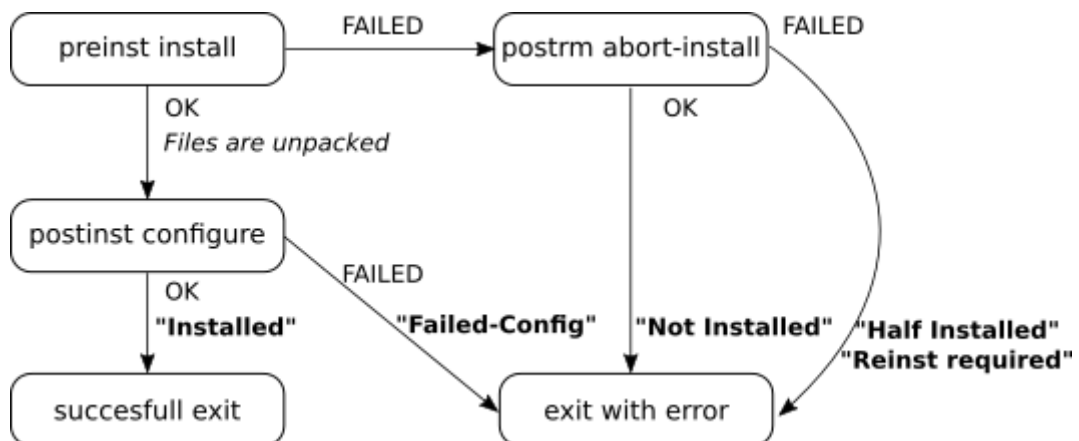 preinst install
FAILED
postrm abort-install
FAILED
OK
Files are unpacked
OK
postinst configure
FAILED
OK
"Installed"
"Failed-Config"
"Not Installed"
"Half Installed"
"Reinst required"
succesfull exit
exit with error